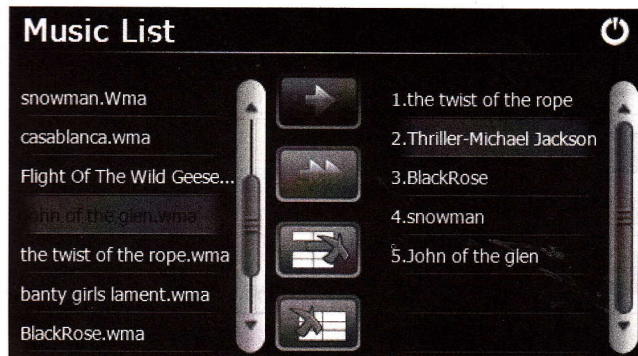 Music List
snowman.Wma
casablanca.wma
Flight Of The Wild Geese...
John of the glen.wma
the twist of the rope.wma
banty girls lament.wma
BlackRose.wma
1.the twist of the rope
2.Thriller-Michael Jackson
3.BlackRose
4.snowman
5.John of the glen